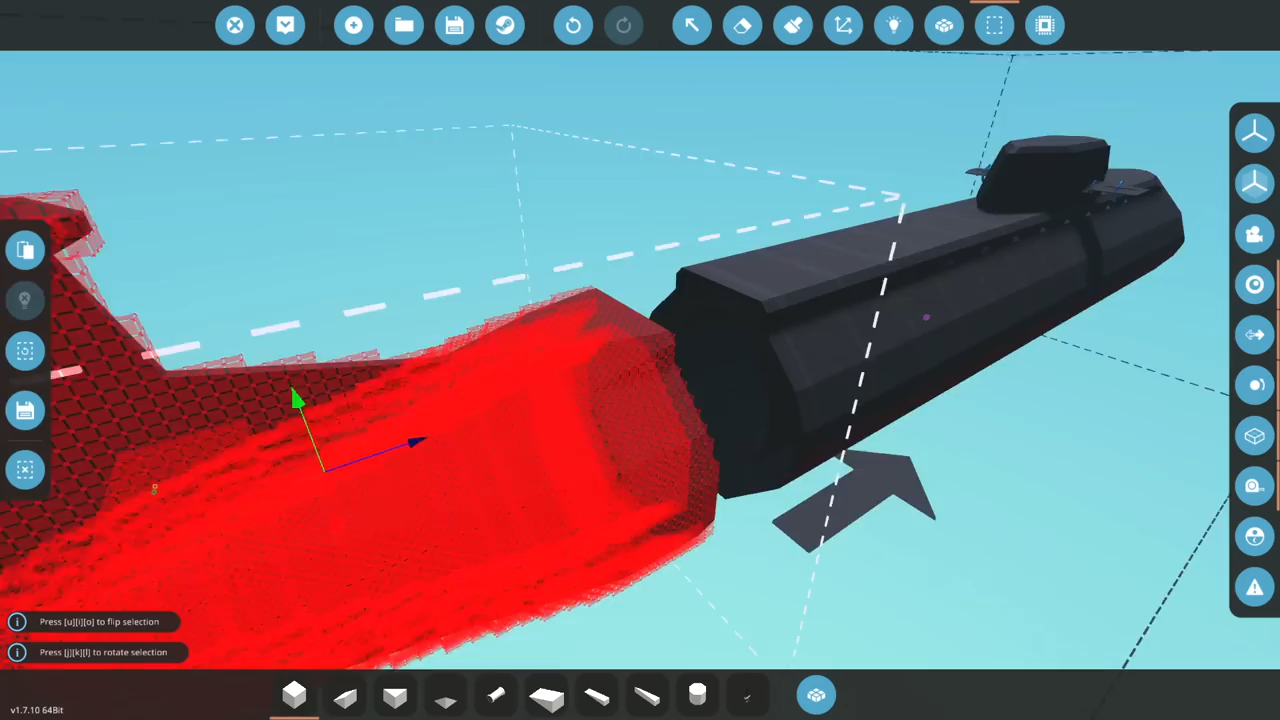 Press [u][i][o] to flip selection
Press [j][k][l] to rotate selection
v1.7.10 64Bit